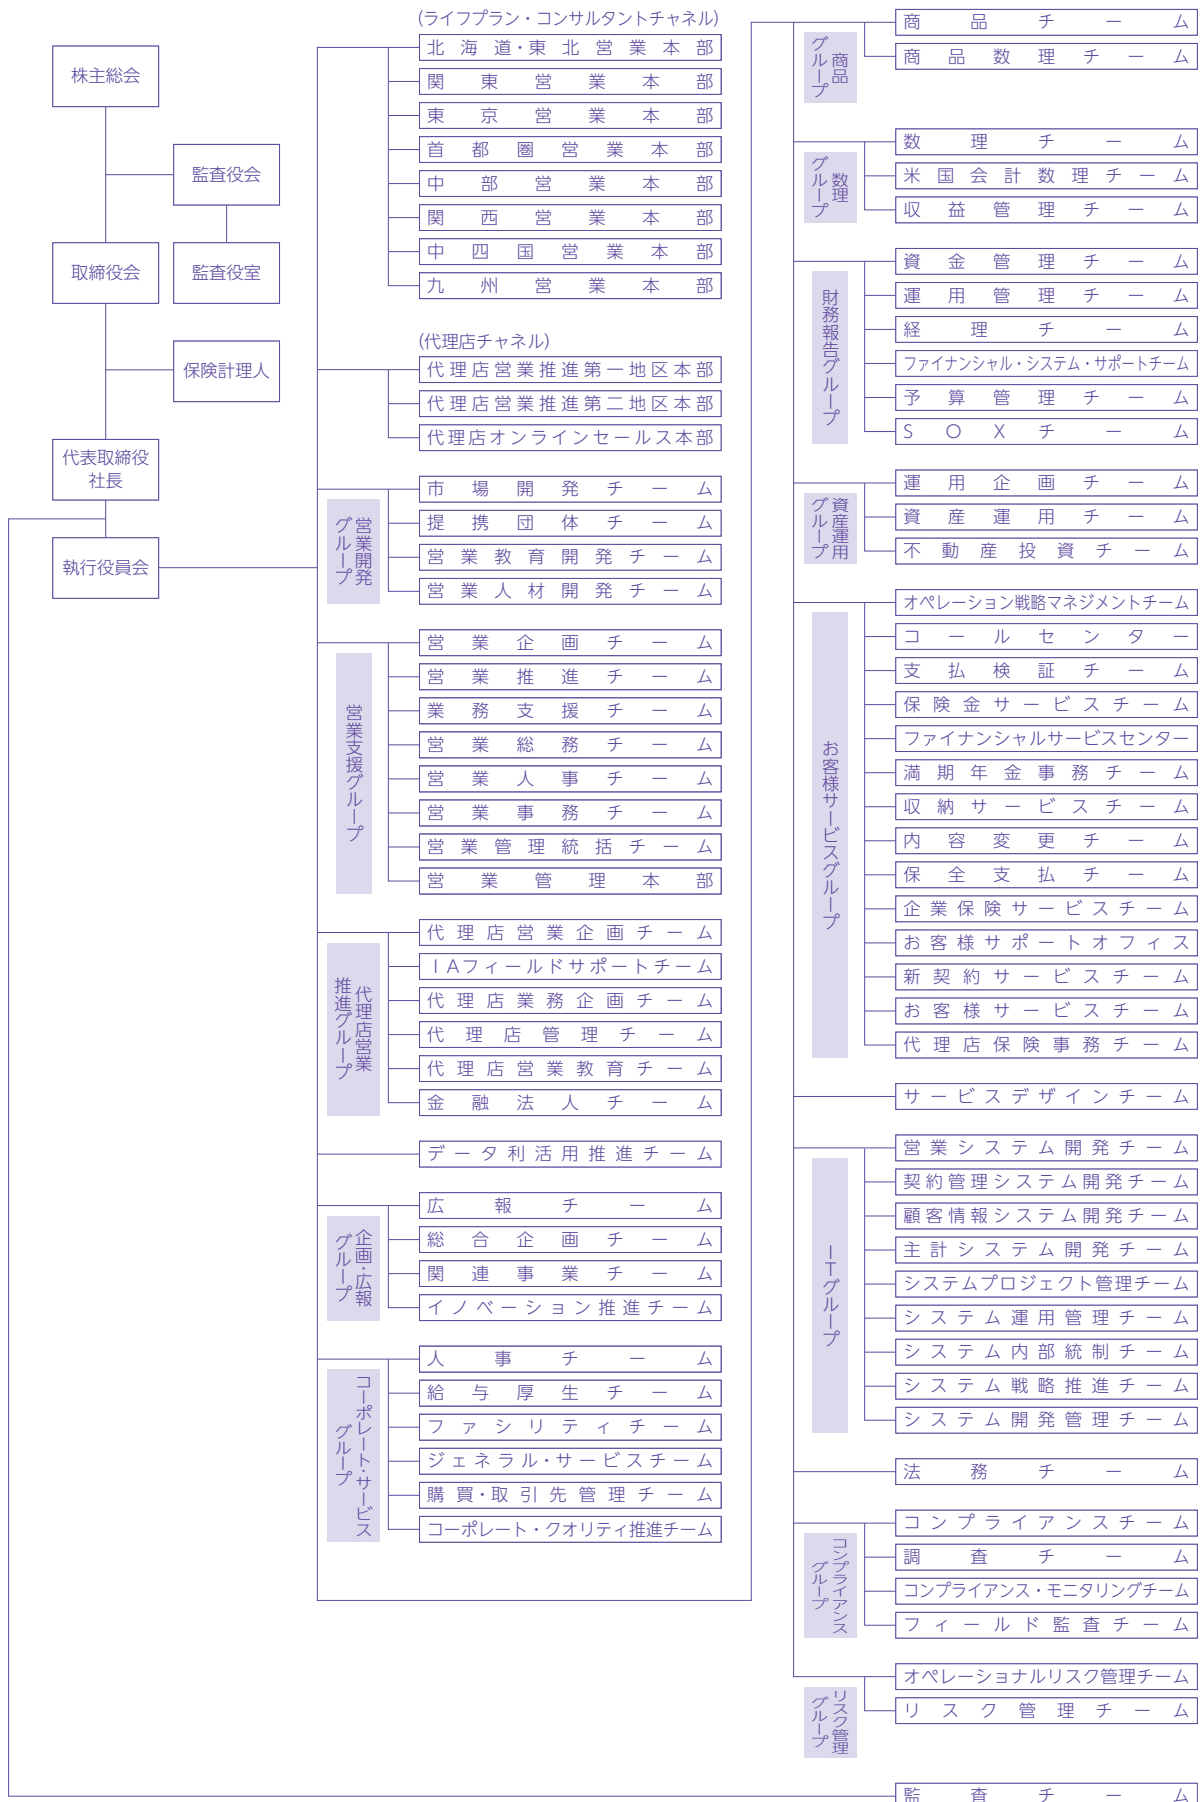 株主総会
監査役会
取締役会
監査役室
保険計理人
代表取締役
社長
執行役員会
(ライフプラン・コンサルタントチャネル)
北海道・東北営業本部
関東営業本部
東京営業本部
首都圏営業本部
中部営業本部
関西営業本部
中四国営業本部
九州営業本部
(代理店チャネル)
代理店営業推進第一地区本部
代理店営業推進第二地区本部
代理店オンラインセールス本部
営業開発
グループ
市場開発チーム
提携団体チーム
営業教育開発チーム
営業人材開発チーム
営業支援グループ
営業企画チーム
営業推進チーム
業務支援チーム
営業総務チーム
営業人事チーム
営業事務チーム
営業管理統括チーム
営業管理本部
代理店営業
推進グループ
代理店営業企画チーム
IAフィールドサポートチーム
代理店業務企画チーム
代理店管理チーム
代理店営業教育チーム
金融法人チーム
データ利活用推進チーム
企画・広報
グループ
広報チーム
総合企画チーム
関連事業チーム
イノベーション推進チーム
コーポレート・サービス
グループ
人事チーム
給与厚生チーム
ファシリティチーム
ジェネラル・サービスチーム
購買・取引先管理チーム
コーポレート・クオリティ推進チーム
商品
グループ
商品チーム
商品数理チーム
数理
グループ
数理チーム
米国会計数理チーム
収益管理チーム
財務報告グループ
資金管理チーム
運用管理チーム
経理チーム
ファイナンシャル・システム・サポートチーム
予算管理チーム
SOXチーム
資産運用
グループ
運用企画チーム
資産運用チーム
不動産投資チーム
お客様サービスグループ
オペレーション戦略マネジメントチーム
コールセンター
支払検証チーム
保険金サービスチーム
ファイナンシャルサービスセンター
満期年金事務チーム
収納サービスチーム
内容変更チーム
保全支払チーム
企業保険サービスチーム
お客様サポートオフィス
新契約サービスチーム
お客様サービスチーム
代理店保険事務チーム
サービスデザインチーム
ITグループ
営業システム開発チーム
契約管理システム開発チーム
顧客情報システム開発チーム
主計システム開発チーム
システムプロジェクト管理チーム
システム運用管理チーム
システム内部統制チーム
システム戦略推進チーム
システム開発管理チーム
法務チーム
コンプライアンス
グループ
コンプライアンスチーム
調査チーム
コンプライアンス・モニタリングチーム
フィールド監査チーム
リスク管理
グループ
オペレーショナルリスク管理チーム
リスク管理チーム
監査チーム